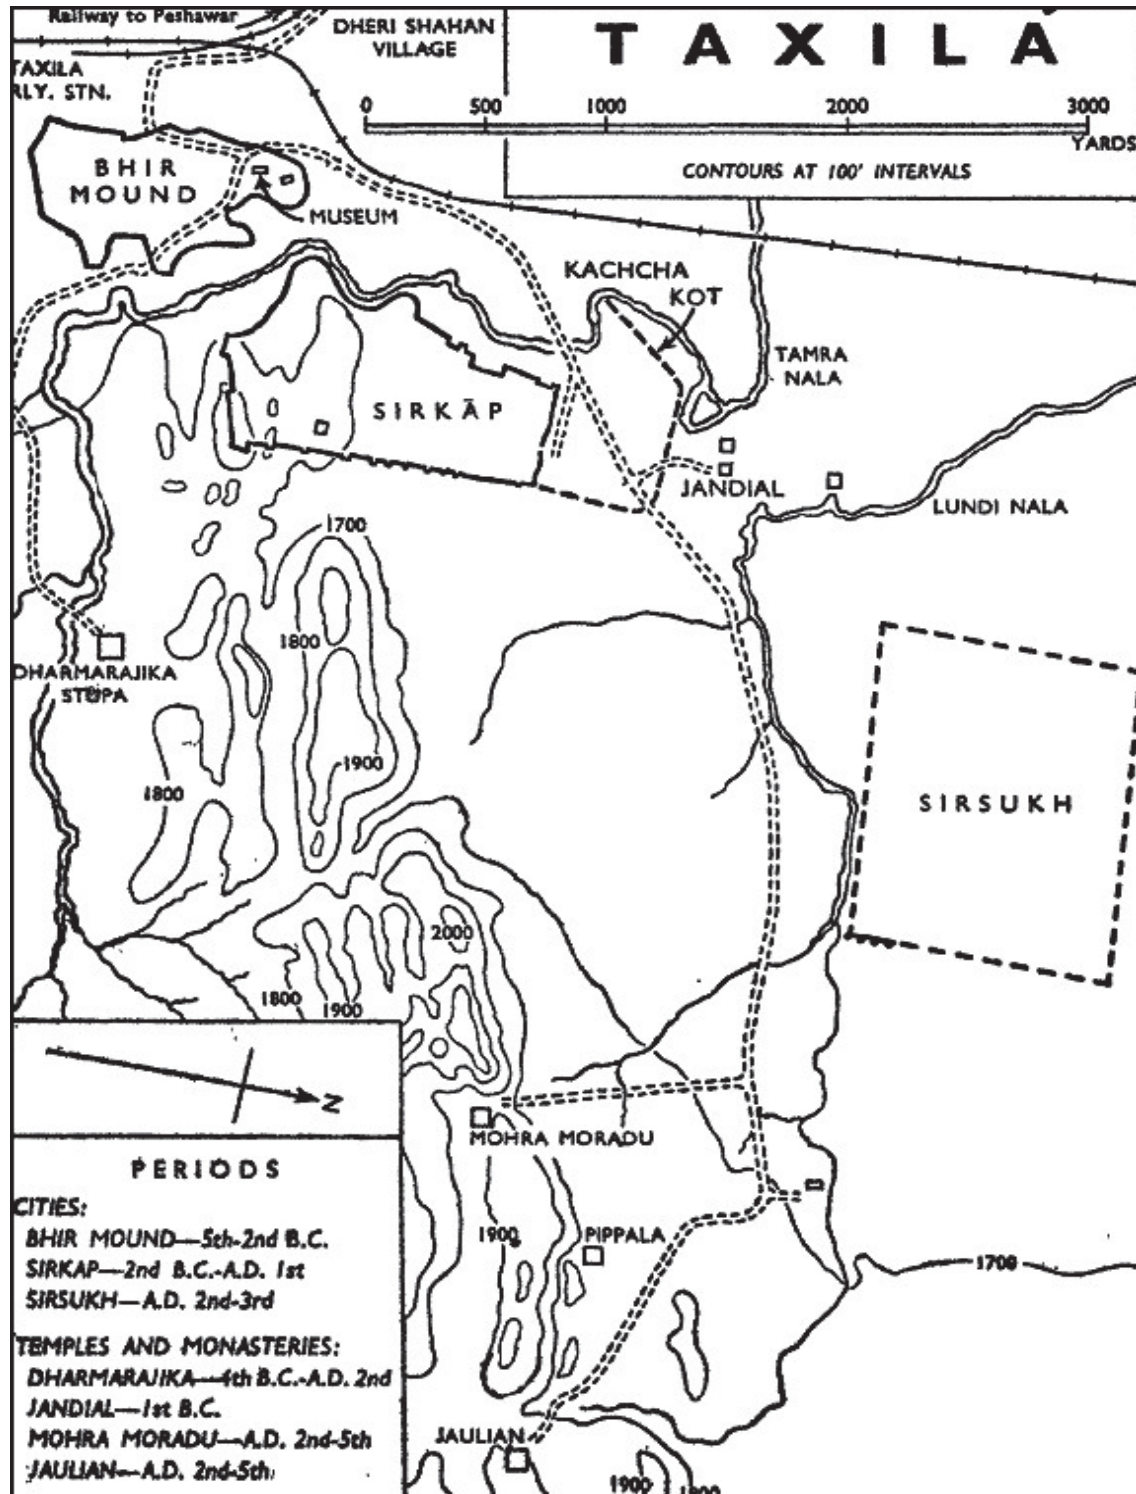 Railway to Peshawar
DHERI SHAHAN
VILLAGE
TAXILÁ
TAXILA
RLY. STN.
0 500 1000 2000 3000
YARDS
CONTOURS AT 100' INTERVALS
BHIR
MOUND
MUSEUM
KACHCHA
KOT
TAMRA
NALA
SIRKĀP
JANDIAL
LUNDI NALA
1700
1800
DHARMARAJIKA
STUPA
1900
1800
SIRSUKH
2000
1800
1900
N
MOHRA MORADU
1900
PIPPALA
1700
JAULIAN
1900
1800
PERIODS
CITIES:
BHIR MOUND—5th-2nd B.C.
SIRKAP—2nd B.C.-A.D. 1st
SIRSUKH—A.D. 2nd-3rd
TEMPLES AND MONASTERIES:
DHARMARAJIKA—4th B.C.-A.D. 2nd
JANDIAL—1st B.C.
MOHRA MORADU—A.D. 2nd-5th
JAULIAN—A.D. 2nd-5th